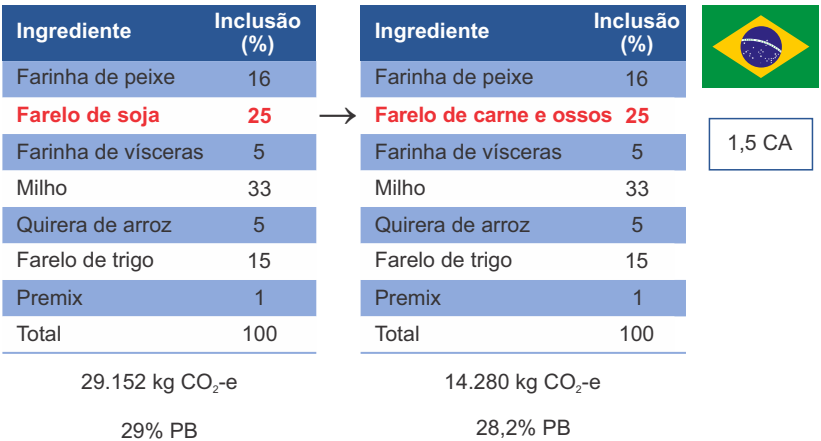 Ingrediente Inclusão (%)
Farinha de peixe 16
Farelo de soja 25
Farinha de vísceras 5
Milho 33
Quirera de arroz 5
Farelo de trigo 15
Premix 1
Total 100
29.152 kg CO₂-e
29% PB
→
Ingrediente Inclusão (%)
Farinha de peixe 16
Farelo de carne e ossos 25
Farinha de vísceras 5
Milho 33
Quirera de arroz 5
Farelo de trigo 15
Premix 1
Total 100
14.280 kg CO₂-e
28,2% PB
1,5 CA